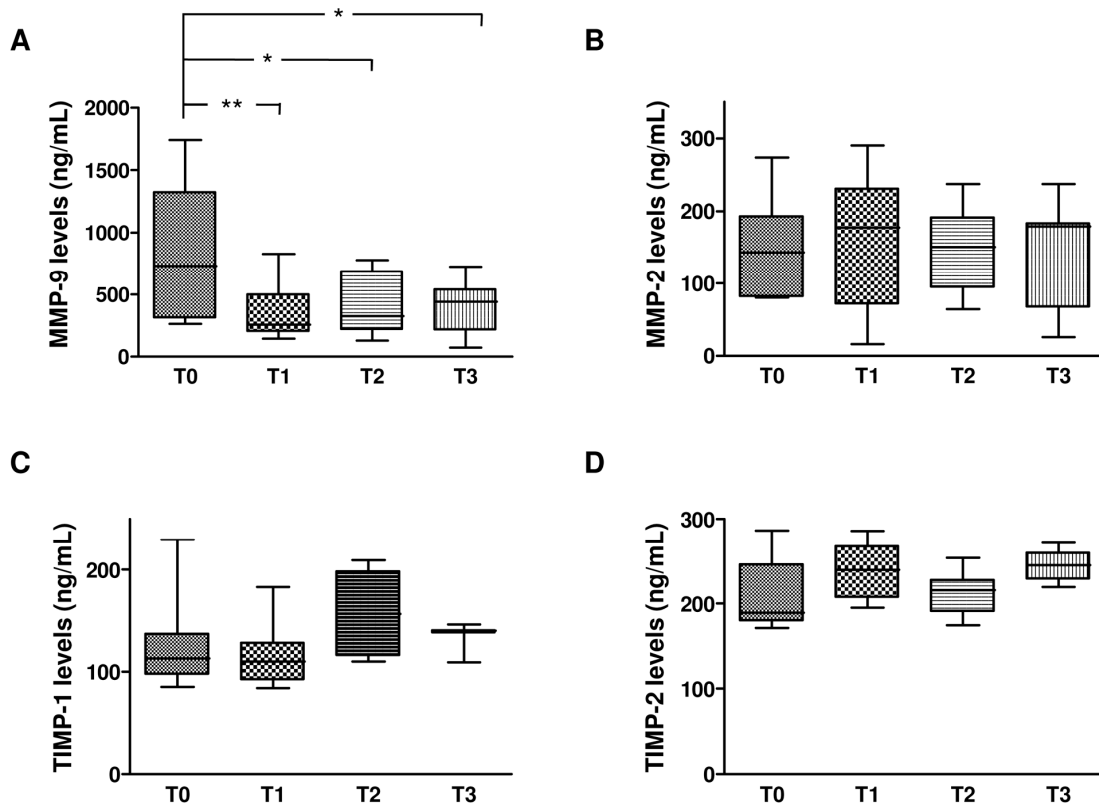 A
*
*
**
MMP-9 levels (ng/mL)
2000
1500
1000
500
0
T0 T1 T2 T3
B
MMP-2 levels (ng/mL)
300
200
100
0
T0 T1 T2 T3
C
TIMP-1 levels (ng/mL)
200
100
0
T0 T1 T2 T3
D
TIMP-2 levels (ng/mL)
300
200
100
0
T0 T1 T2 T3